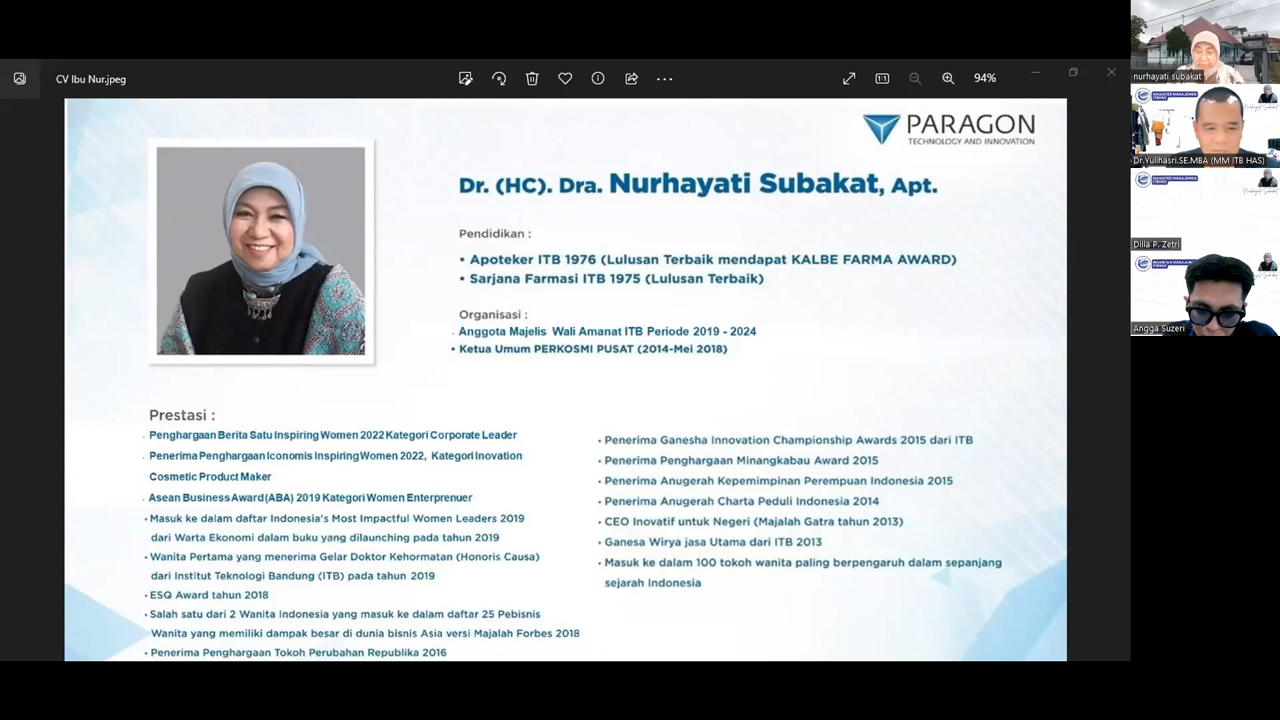 CV Ibu Nur.jpeg
94%
PARAGON
TECHNOLOGY AND INNOVATION
Dr. (HC). Dra. Nurhayati Subakat, Apt.
Pendidikan :
• Apoteker ITB 1976 (Lulusan Terbaik mendapat KALBE FARMA AWARD)
• Sarjana Farmasi ITB 1975 (Lulusan Terbaik)
Organisasi :
. Anggota Majelis Wali Amanat ITB Periode 2019 - 2024
• Ketua Umum PERKOSMI PUSAT (2014-Mei 2018)
Prestasi :
. Penghargaan Berita Satu Inspiring Women 2022 Kategori Corporate Leader
. Penerima Penghargaan Iconomis Inspiring Women 2022, Kategori Inovation
Cosmetic Product Maker
. Asean Business Award (ABA) 2019 Kategori Women Enterprenuer
• Masuk ke dalam daftar Indonesia's Most Impactful Women Leaders 2019
dari Warta Ekonomi dalam buku yang dilaunching pada tahun 2019
• Wanita Pertama yang menerima Gelar Doktor Kehormatan (Honoris Causa)
dari Institut Teknologi Bandung (ITB) pada tahun 2019
• ESQ Award tahun 2018
• Salah satu dari 2 Wanita Indonesia yang masuk ke dalam daftar 25 Pebisnis
Wanita yang memiliki dampak besar di dunia bisnis Asia versi Majalah Forbes 2018
• Penerima Penghargaan Tokoh Perubahan Republika 2016
• Penerima Ganesha Innovation Championship Awards 2015 dari ITB
• Penerima Penghargaan Minangkabau Award 2015
• Penerima Anugerah Kepemimpinan Perempuan Indonesia 2015
• Penerima Anugerah Charta Peduli Indonesia 2014
• CEO Inovatif untuk Negeri (Majalah Gatra tahun 2013)
• Ganesa Wirya jasa Utama dari ITB 2013
• Masuk ke dalam 100 tokoh wanita paling berpengaruh dalam sepanjang
sejarah Indonesia
nurhayati subakat
Dr.Yulihasri.SE.MBA (MM ITB HAS)
Dilla P. Zetri
Angga Suzeri